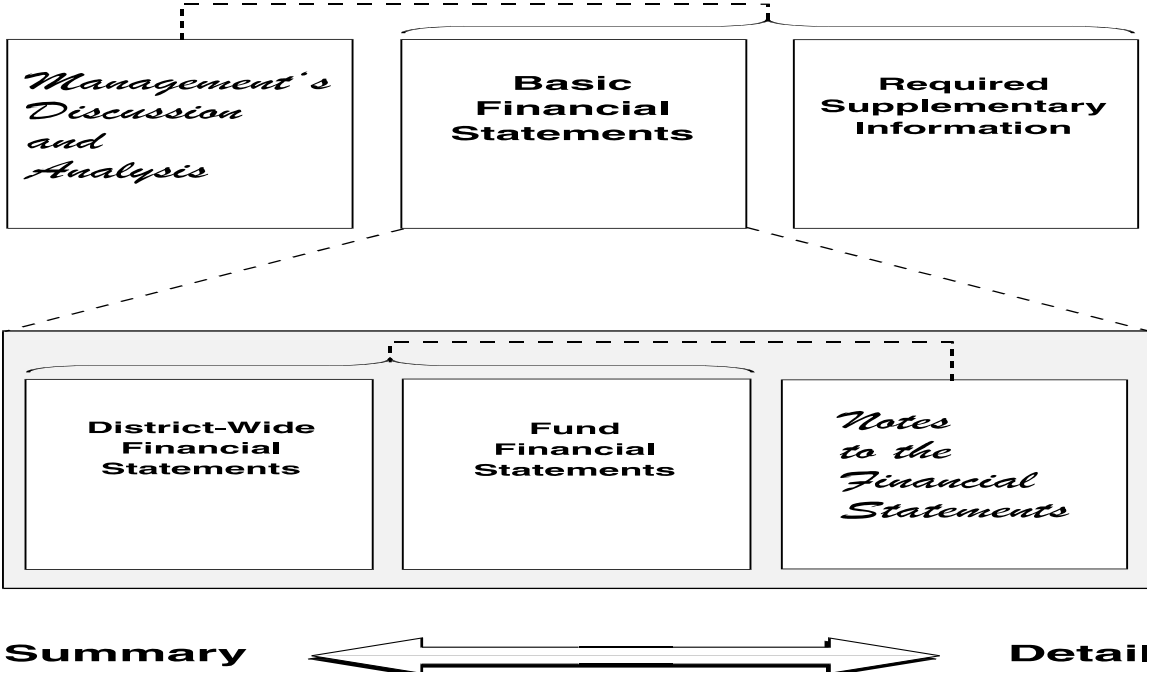 Management's
Discussion
and
Analysis
Basic
Financial
Statements
Required
Supplementary
Information
District-Wide
Financial
Statements
Fund
Financial
Statements
Notes
to the
Financial
Statements
Summary
Detail